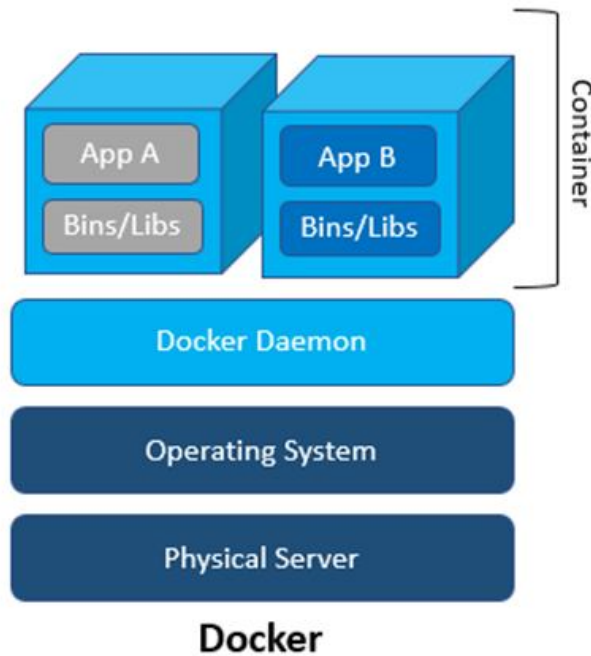 App A
Bins/Libs
App B
Bins/Libs
Container
Docker Daemon
Operating System
Physical Server
Docker